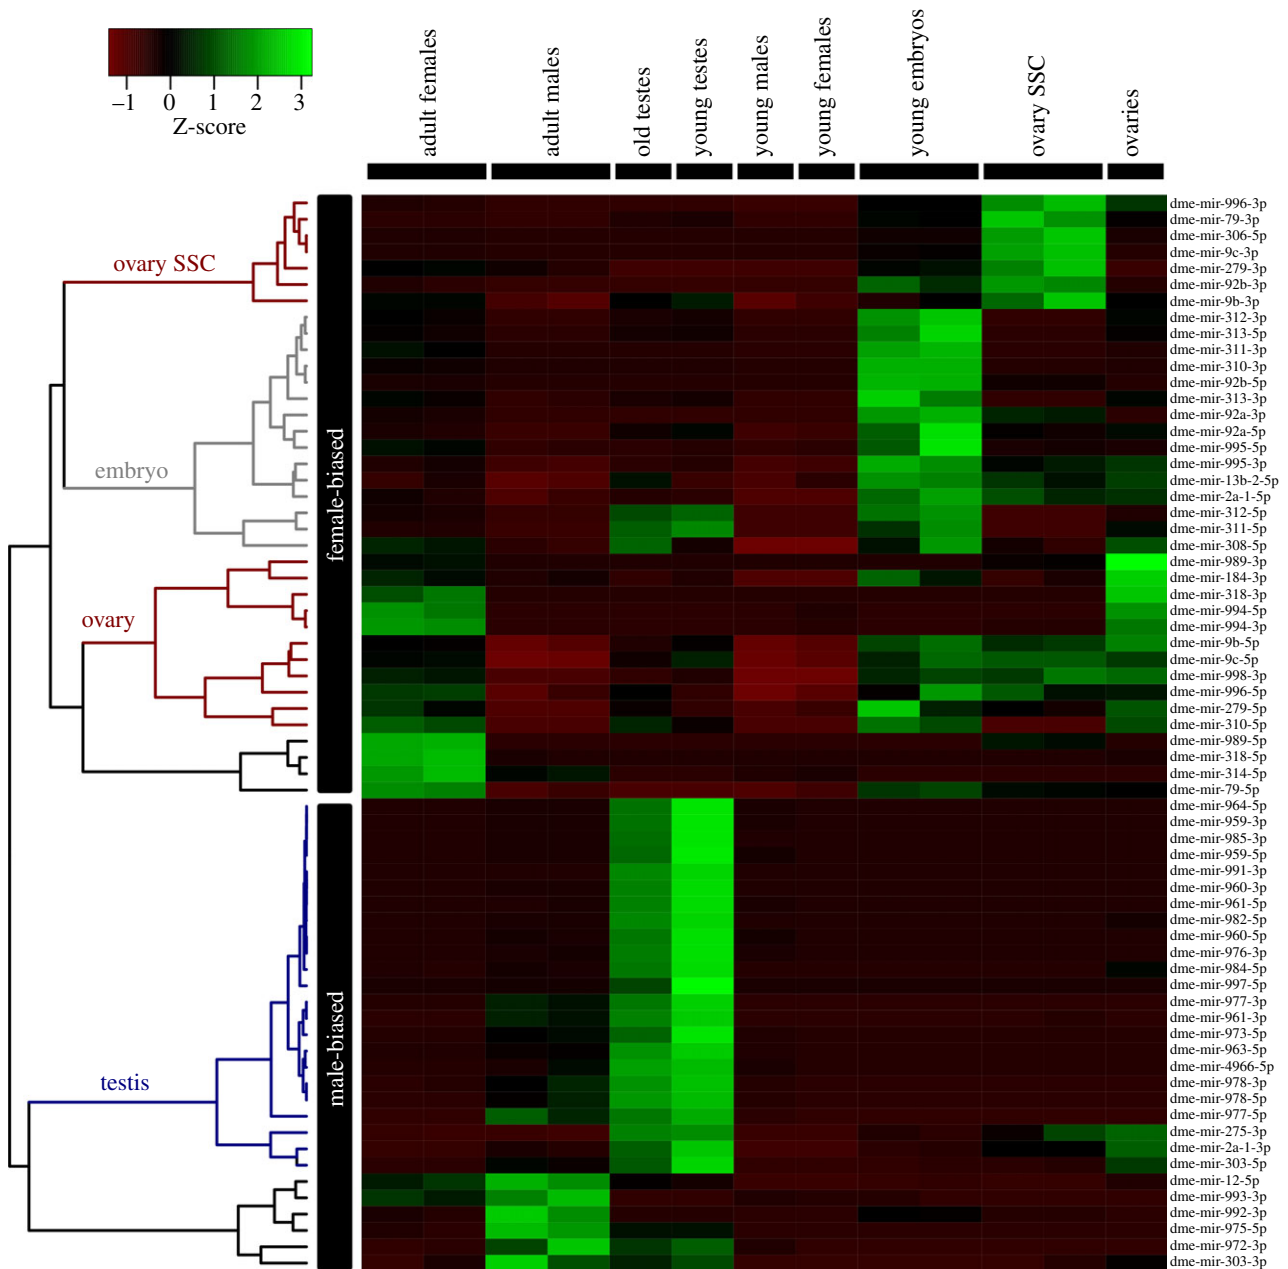 −1 0 1 2 3
Z-score
adult females
adult males
old testes
young testes
young males
young females
young embryos
ovary SSC
ovaries
ovary SSC
embryo
ovary
testis
female-biased
male-biased
dme-mir-996-3p
dme-mir-79-3p
dme-mir-306-5p
dme-mir-9c-3p
dme-mir-279-3p
dme-mir-92b-3p
dme-mir-9b-3p
dme-mir-312-3p
dme-mir-313-5p
dme-mir-311-3p
dme-mir-310-3p
dme-mir-92b-5p
dme-mir-313-3p
dme-mir-92a-3p
dme-mir-92a-5p
dme-mir-995-5p
dme-mir-995-3p
dme-mir-13b-2-5p
dme-mir-2a-1-5p
dme-mir-312-5p
dme-mir-311-5p
dme-mir-308-5p
dme-mir-989-3p
dme-mir-184-3p
dme-mir-318-3p
dme-mir-994-5p
dme-mir-994-3p
dme-mir-9b-5p
dme-mir-9c-5p
dme-mir-998-3p
dme-mir-996-5p
dme-mir-279-5p
dme-mir-310-5p
dme-mir-989-5p
dme-mir-318-5p
dme-mir-314-5p
dme-mir-79-5p
dme-mir-964-5p
dme-mir-959-3p
dme-mir-985-3p
dme-mir-959-5p
dme-mir-991-3p
dme-mir-960-3p
dme-mir-961-5p
dme-mir-982-5p
dme-mir-960-5p
dme-mir-976-3p
dme-mir-984-5p
dme-mir-997-5p
dme-mir-977-3p
dme-mir-961-3p
dme-mir-973-5p
dme-mir-963-5p
dme-mir-4966-5p
dme-mir-978-3p
dme-mir-978-5p
dme-mir-977-5p
dme-mir-275-3p
dme-mir-2a-1-3p
dme-mir-303-5p
dme-mir-12-5p
dme-mir-993-3p
dme-mir-992-3p
dme-mir-975-5p
dme-mir-972-3p
dme-mir-303-3p